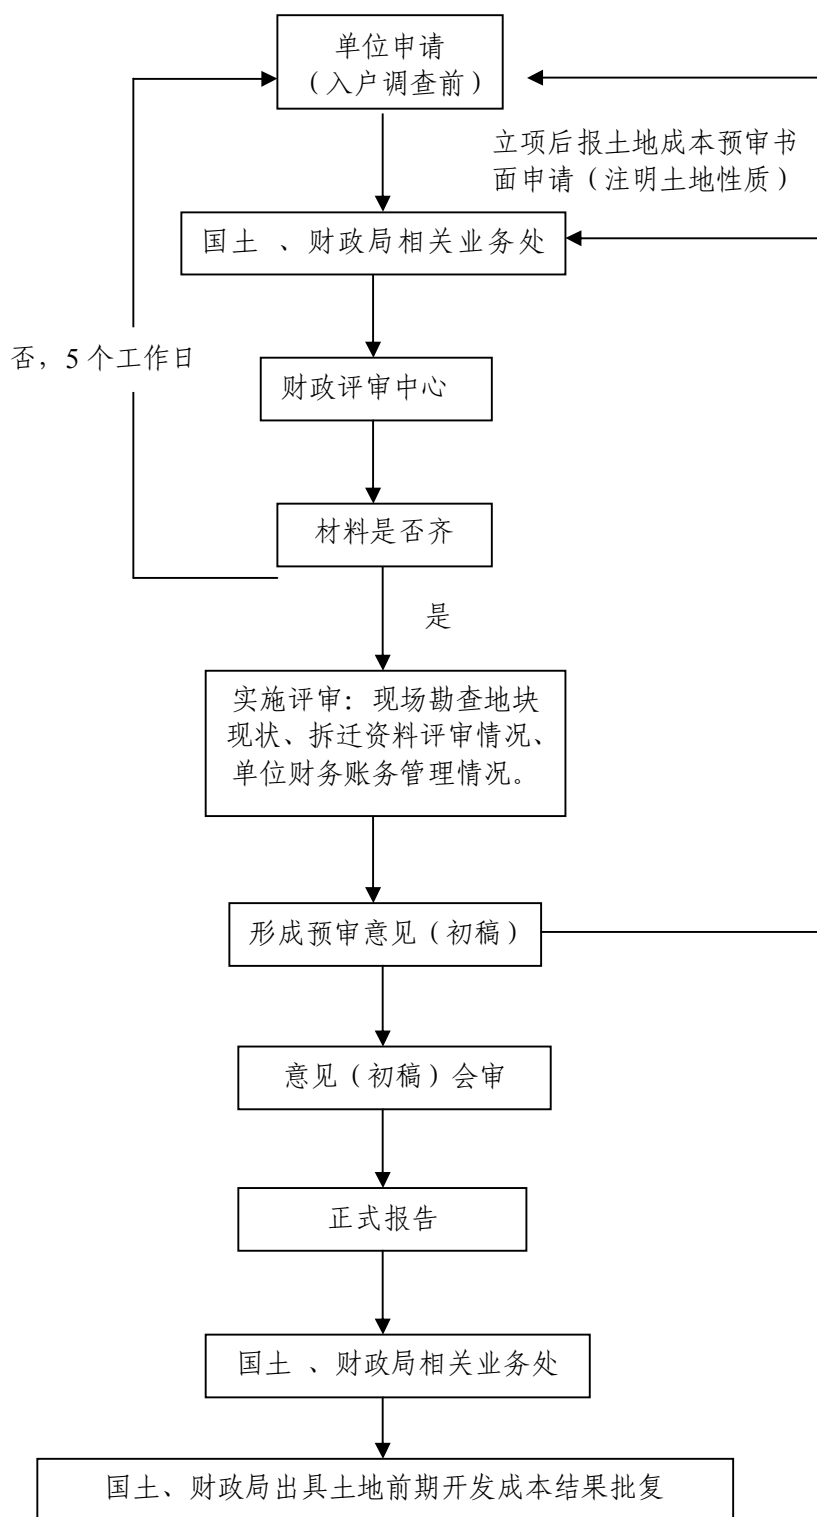 单位申请
（入户调查前）
立项后报土地成本预审书
面申请（注明土地性质）
国土 、财政局相关业务处
否，5 个工作日
财政评审中心
材料是否齐
是
实施评审：现场勘查地块
现状、拆迁资料评审情况、
单位财务账务管理情况。
形成预审意见（初稿）
意见（初稿）会审
正式报告
国土 、财政局相关业务处
国土、财政局出具土地前期开发成本结果批复